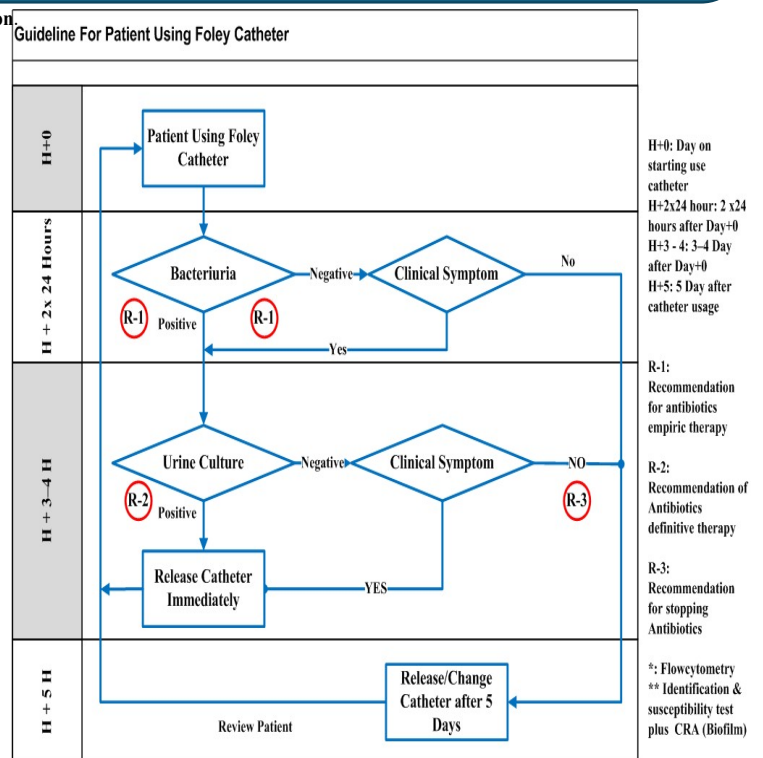 on.
Guideline For Patient Using Foley Catheter
H+0
Patient Using Foley
Catheter
H + 2x 24 Hours
Bacteriuria
Negative
Clinical Symptom
No
R-1
Positive
R-1
Yes
H + 3-4 H
Urine Culture
Negative
Clinical Symptom
NO
R-2
Positive
R-3
Release Catheter
Immediately
YES
H + 5 H
Release/Change
Catheter after 5
Days
Review Patient
H+0: Day on
starting use
catheter
H+2x24 hour: 2 x24
hours after Day+0
H+3 - 4: 3–4 Day
after Day+0
H+5: 5 Day after
catheter usage
R-1:
Recommendation
for antibiotics
empiric therapy
R-2:
Recommendation of
Antibiotics
definitive therapy
R-3:
Recommendation
for stopping
Antibiotics
*: Flowcytometry
** Identification &
susceptibility test
plus CRA (Biofilm)